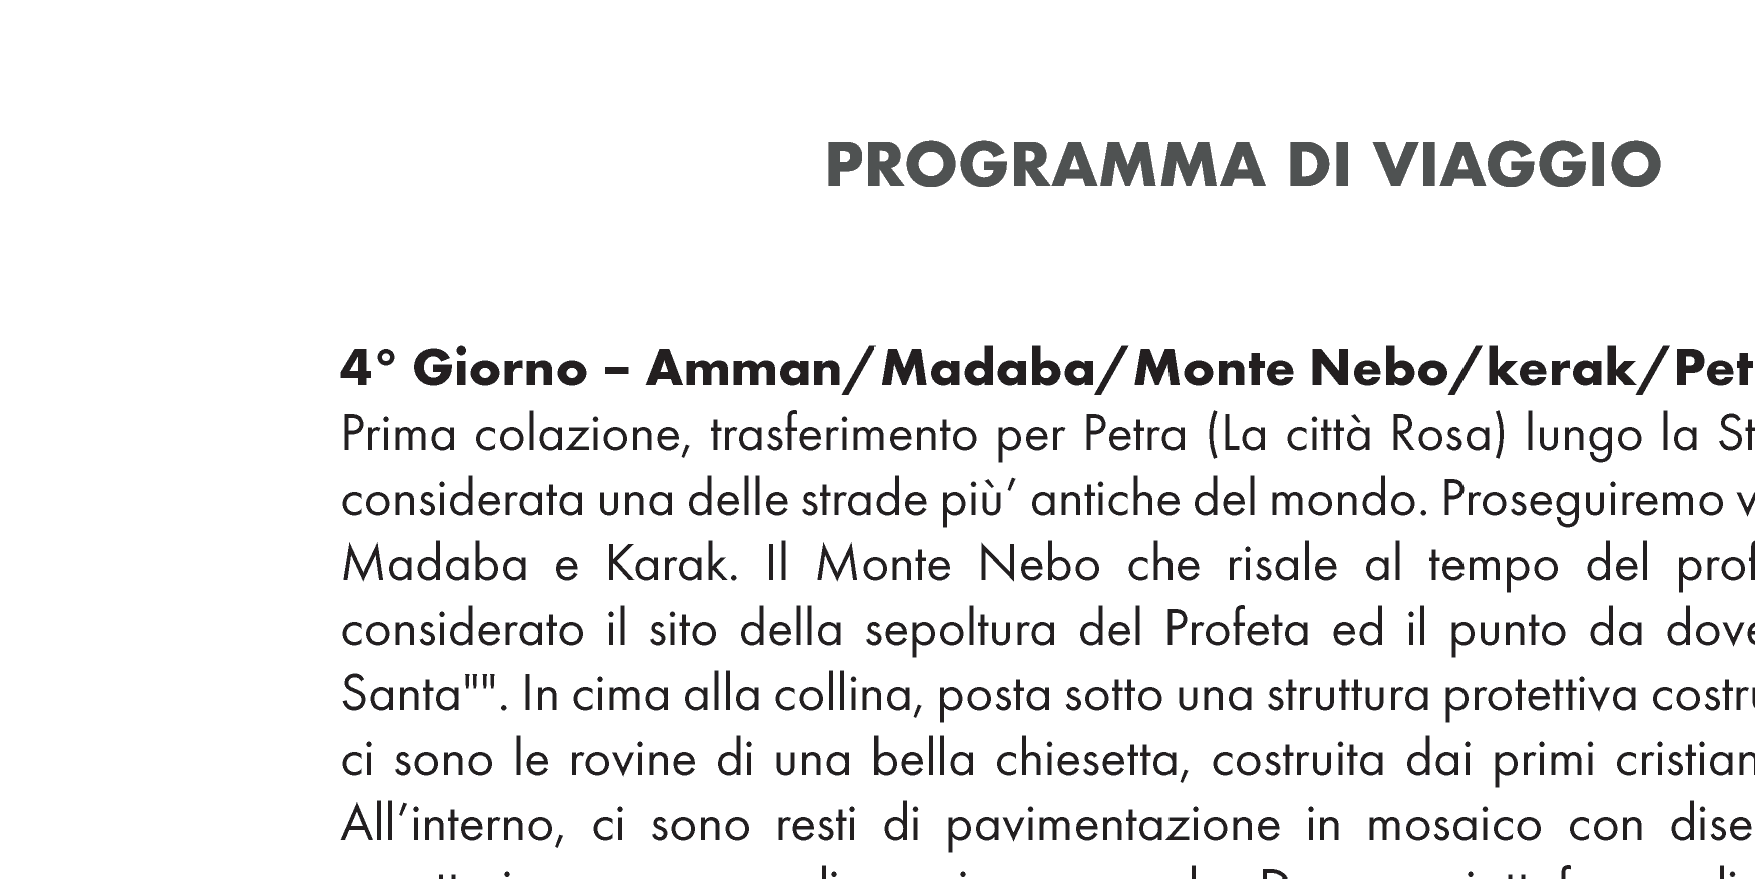 PROGRAMMA DI VIAGGIO
4° Giorno – Amman/Madaba/Monte Nebo/kerak/Pet
Prima colazione, trasferimento per Petra (La città Rosa) lungo la St
considerata una delle strade più’ antiche del mondo. Proseguiremo v
Madaba e Karak. Il Monte Nebo che risale al tempo del prof
considerato il sito della sepoltura del Profeta ed il punto da dove
Santa"". In cima alla collina, posta sotto una struttura protettiva costru
ci sono le rovine di una bella chiesetta, costruita dai primi cristian
All’interno, ci sono resti di pavimentazione in mosaico con dise